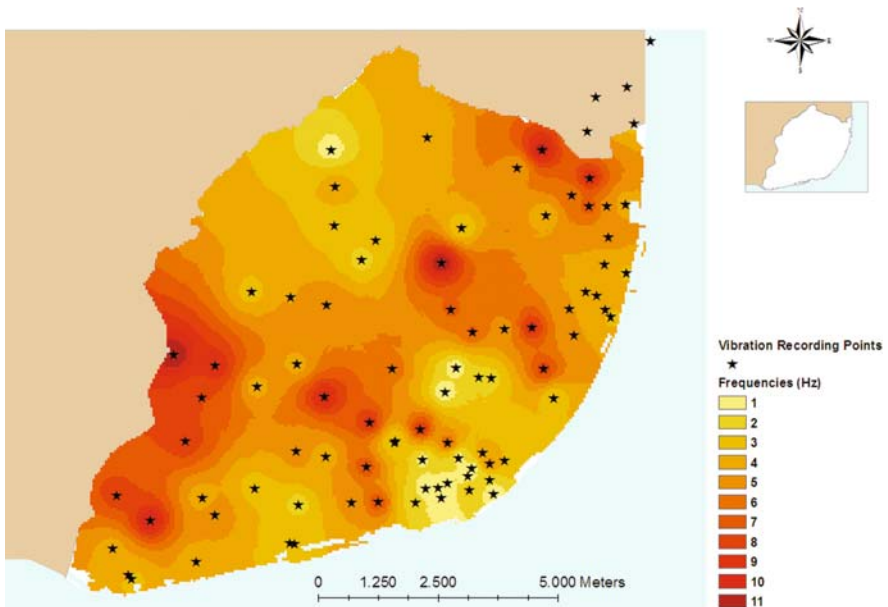 N
W
E
S
Vibration Recording Points
Frequencies (Hz)
1
2
3
4
5
6
7
8
9
10
11
0 1.250 2.500 5.000 Meters